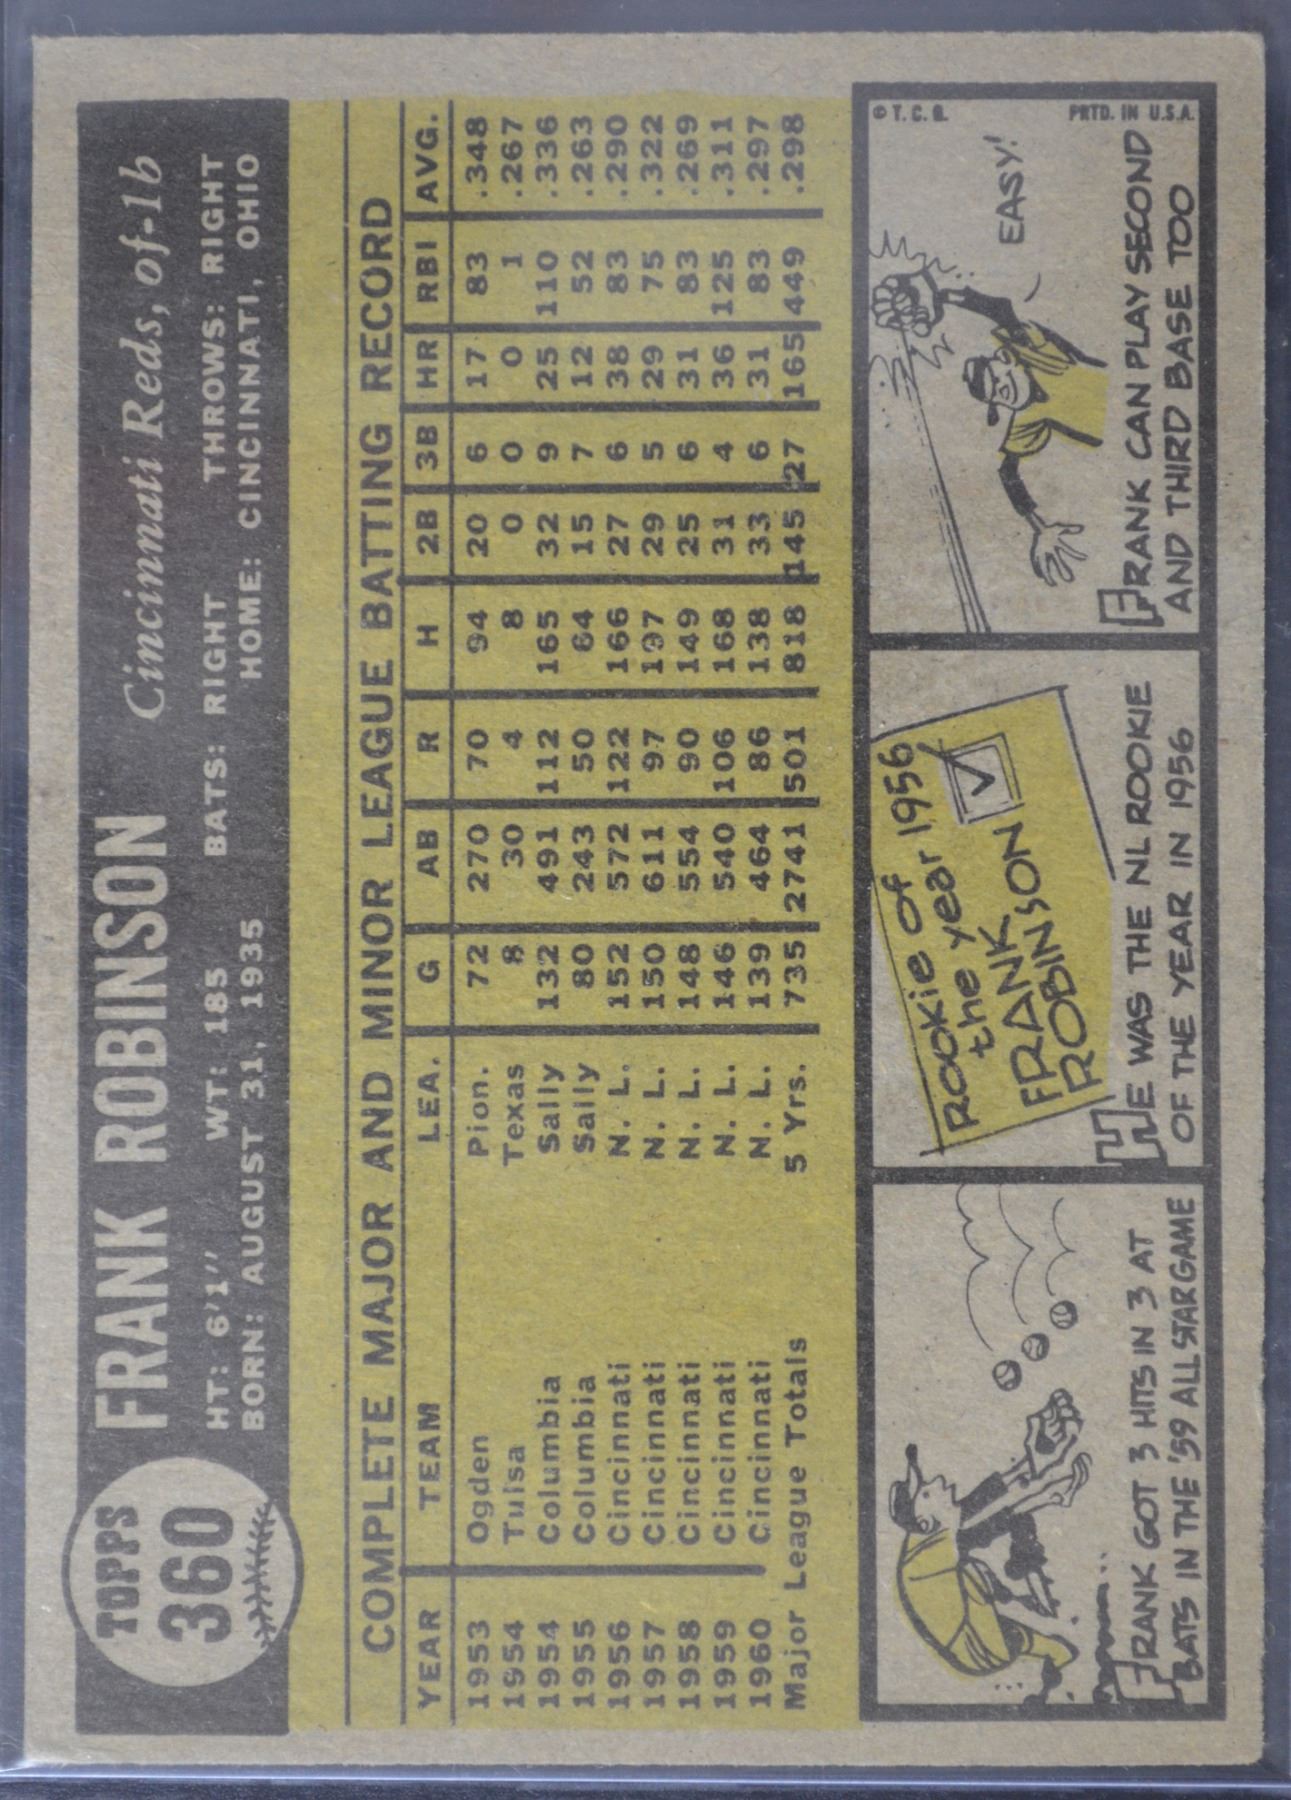 TOPPS
360
FRANK ROBINSON Cincinnati Reds, of-1b
HT: 6'1" WT: 185 BATS: RIGHT THROWS: RIGHT
BORN: AUGUST 31, 1935 HOME: CINCINNATI, OHIO
COMPLETE MAJOR AND MINOR LEAGUE BATTING RECORD
YEAR TEAM LEA. G AB R H 2B 3B HR RBI AVG.
1953 Ogden Pion. 72 270 70 94 20 6 17 83 .348
1954 Tulsa Texas 8 30 4 8 0 0 0 1 .267
1954 Columbia Sally 132 491 112 165 32 9 25 110 .336
1955 Columbia Sally 80 243 50 64 15 7 12 52 .263
1956 Cincinnati N. L. 152 572 122 166 27 6 38 83 .290
1957 Cincinnati N. L. 150 611 97 197 29 5 29 75 .322
1958 Cincinnati N. L. 148 554 90 149 25 6 31 83 .269
1959 Cincinnati N. L. 146 540 106 168 31 4 36 125 .311
1960 Cincinnati N. L. 139 464 86 138 33 6 31 83 .297
Major League Totals 5 Yrs. 735 2741 501 818 145 27 165 449 .298
FRANK GOT 3 HITS IN 3 AT
BATS IN THE '59 ALL STAR GAME
ROOKie of
the year 1956
FRANK
ROBINSON
HE WAS THE NL ROOKIE
OF THE YEAR IN 1956
© T. C. G.
PRTD. IN U.S.A.
EASY!
FRANK CAN PLAY SECOND
AND THIRD BASE TOO